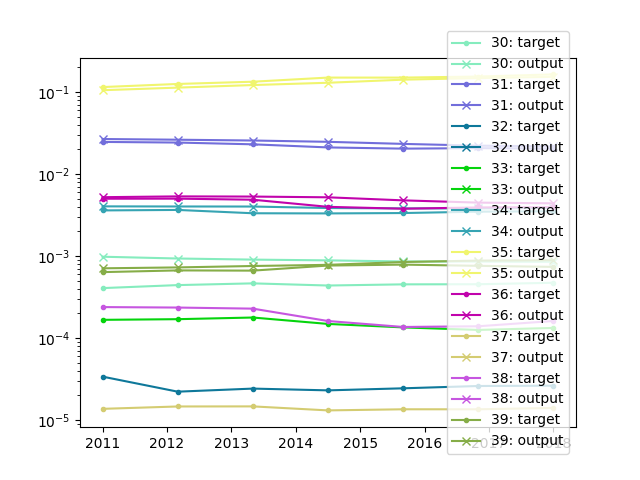 30: target
30: output
31: target
31: output
32: target
32: output
33: target
33: output
34: target
34: output
35: target
35: output
36: target
36: output
37: target
37: output
38: target
38: output
39: target
39: output
10⁻¹
10⁻²
10⁻³
10⁻⁴
10⁻⁵
2011 2012 2013 2014 2015 2016 2017 2018